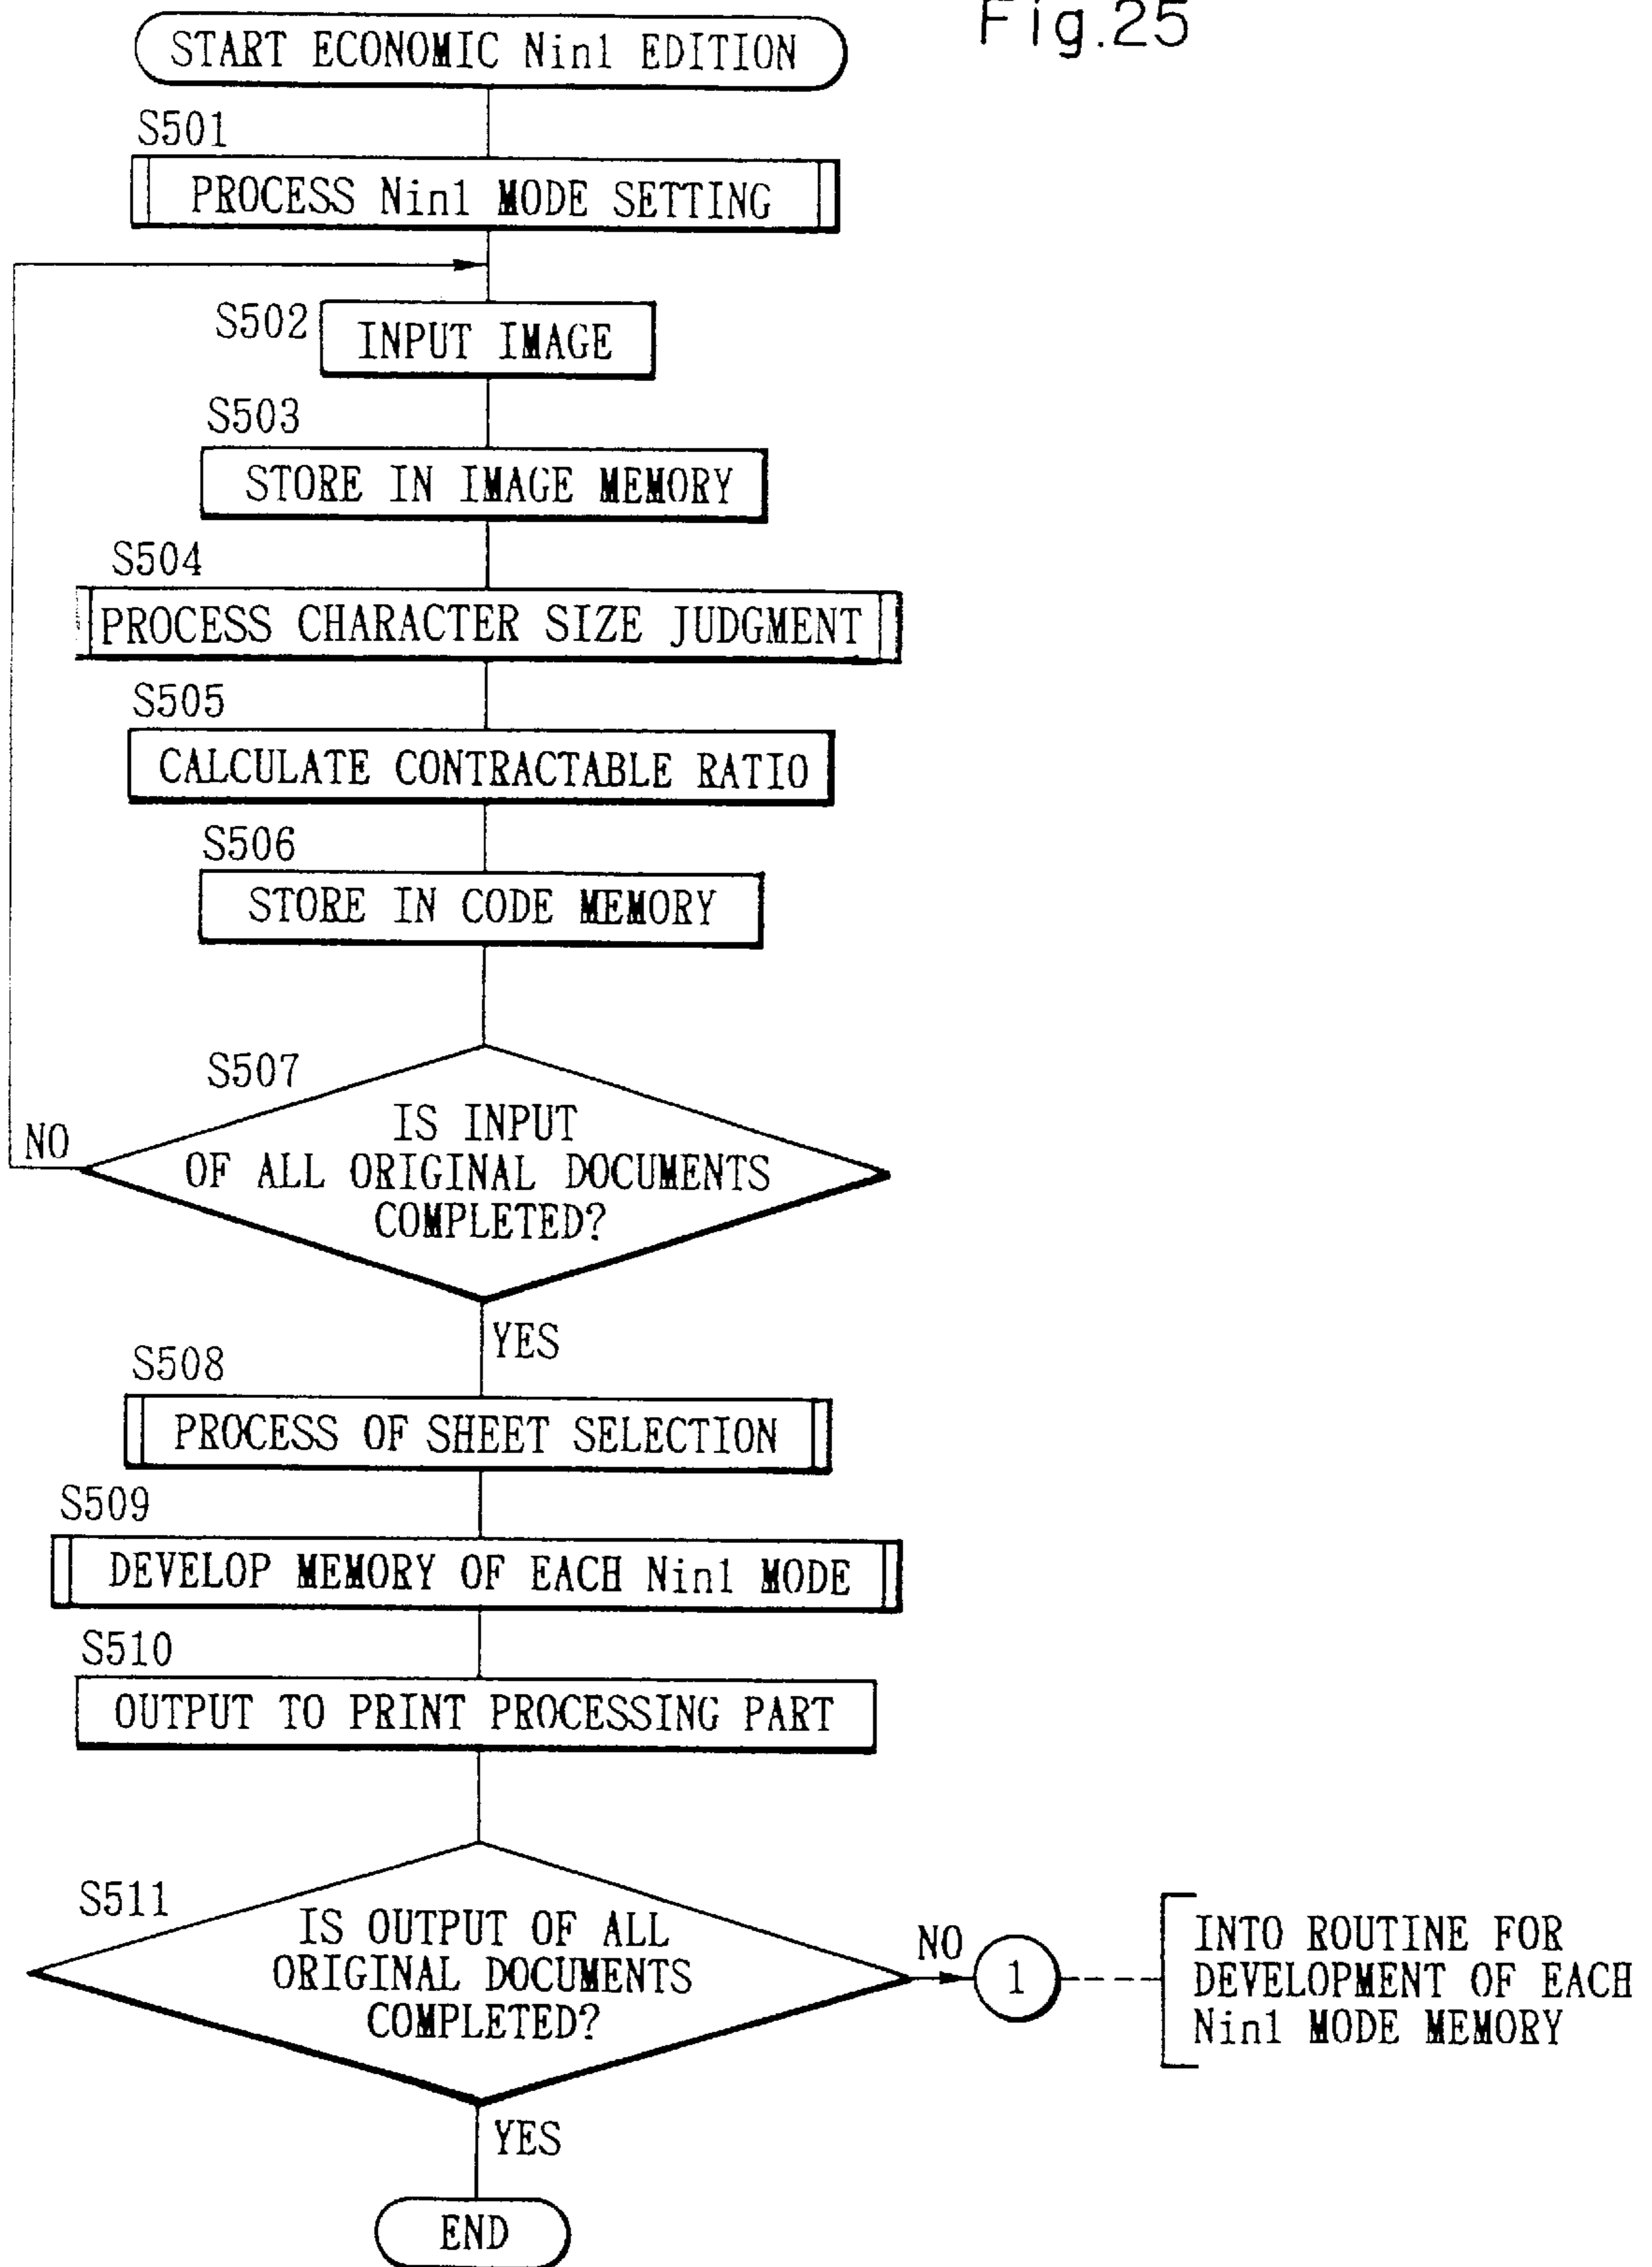 Fig.25
START ECONOMIC Nin1 EDITION
S501
PROCESS Nin1 MODE SETTING
S502
INPUT IMAGE
S503
STORE IN IMAGE MEMORY
S504
PROCESS CHARACTER SIZE JUDGMENT
S505
CALCULATE CONTRACTABLE RATIO
S506
STORE IN CODE MEMORY
S507
IS INPUT
OF ALL ORIGINAL DOCUMENTS
COMPLETED?
NO
YES
S508
PROCESS OF SHEET SELECTION
S509
DEVELOP MEMORY OF EACH Nin1 MODE
S510
OUTPUT TO PRINT PROCESSING PART
S511
IS OUTPUT OF ALL
ORIGINAL DOCUMENTS
COMPLETED?
NO
1
INTO ROUTINE FOR
DEVELOPMENT OF EACH
Nin1 MODE MEMORY
YES
END